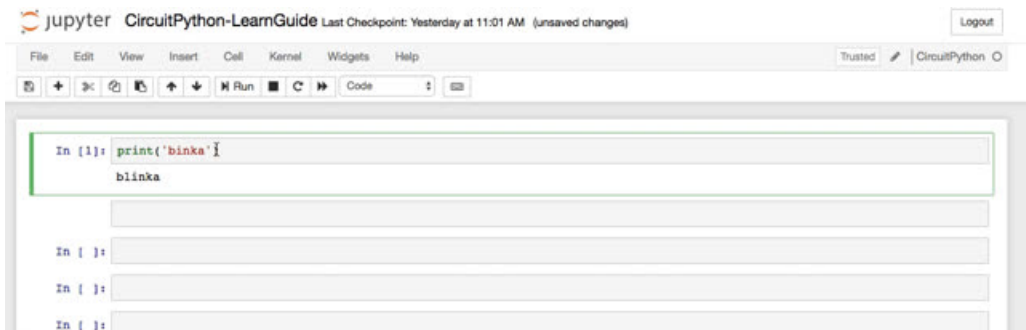 jupyter CircuitPython-LearnGuide Last Checkpoint: Yesterday at 11:01 AM (unsaved changes) Logout
File Edit View Insert Cell Kernel Widgets Help Trusted CircuitPython
Run Code
In [1]: print('binka'
blinka
In [ ]:
In [ ]:
In [ ]: